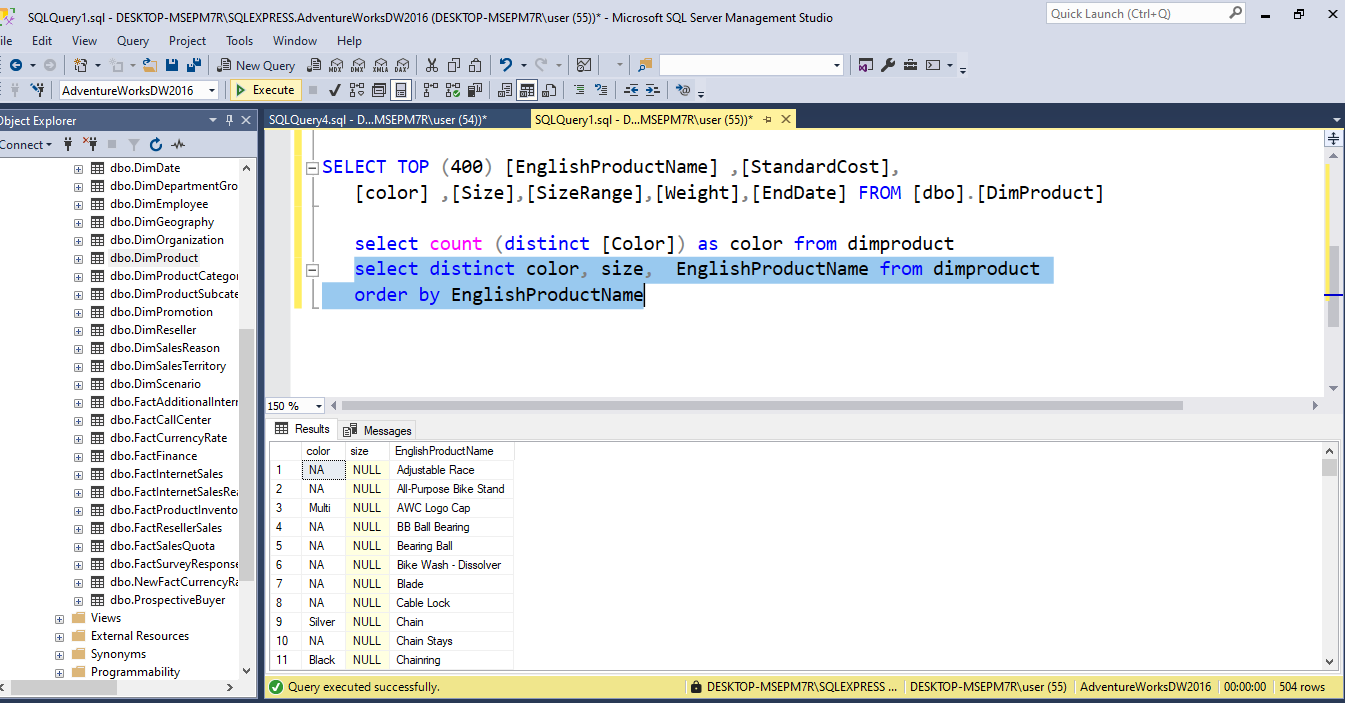 SQLQuery1.sql - DESKTOP-MSEPM7R\SQLEXPRESS.AdventureWorksDW2016 (DESKTOP-MSEPM7R\user (55))* - Microsoft SQL Server Management Studio
Quick Launch (Ctrl+Q)
ile Edit View Query Project Tools Window Help
New Query MDX DMX XMLA DAX
AdventureWorksDW2016 Execute
Object Explorer
SQLQuery4.sql - D...MSEPM7R\user (54))* SQLQuery1.sql - D...MSEPM7R\user (55))*
Connect
dbo.DimDate
dbo.DimDepartmentGro
dbo.DimEmployee
dbo.DimGeography
dbo.DimOrganization
dbo.DimProduct
dbo.DimProductCategor
dbo.DimProductSubcate
dbo.DimPromotion
dbo.DimReseller
dbo.DimSalesReason
dbo.DimSalesTerritory
dbo.DimScenario
dbo.FactAdditionalInterr
dbo.FactCallCenter
dbo.FactCurrencyRate
dbo.FactFinance
dbo.FactInternetSales
dbo.FactInternetSalesRea
dbo.FactProductInvento
dbo.FactResellerSales
dbo.FactSalesQuota
dbo.FactSurveyResponse
dbo.NewFactCurrencyRa
dbo.ProspectiveBuyer
Views
External Resources
Synonyms
Programmability
SELECT TOP (400) [EnglishProductName] ,[StandardCost],
[color] ,[Size],[SizeRange],[Weight],[EndDate] FROM [dbo].[DimProduct]
select count (distinct [Color]) as color from dimproduct
select distinct color, size, EnglishProductName from dimproduct
order by EnglishProductName
150 %
Results Messages
color size EnglishProductName
1 NA NULL Adjustable Race
2 NA NULL All-Purpose Bike Stand
3 Multi NULL AWC Logo Cap
4 NA NULL BB Ball Bearing
5 NA NULL Bearing Ball
6 NA NULL Bike Wash - Dissolver
7 NA NULL Blade
8 NA NULL Cable Lock
9 Silver NULL Chain
10 NA NULL Chain Stays
11 Black NULL Chainring
Query executed successfully. DESKTOP-MSEPM7R\SQLEXPRESS ... DESKTOP-MSEPM7R\user (55) AdventureWorksDW2016 00:00:00 504 rows